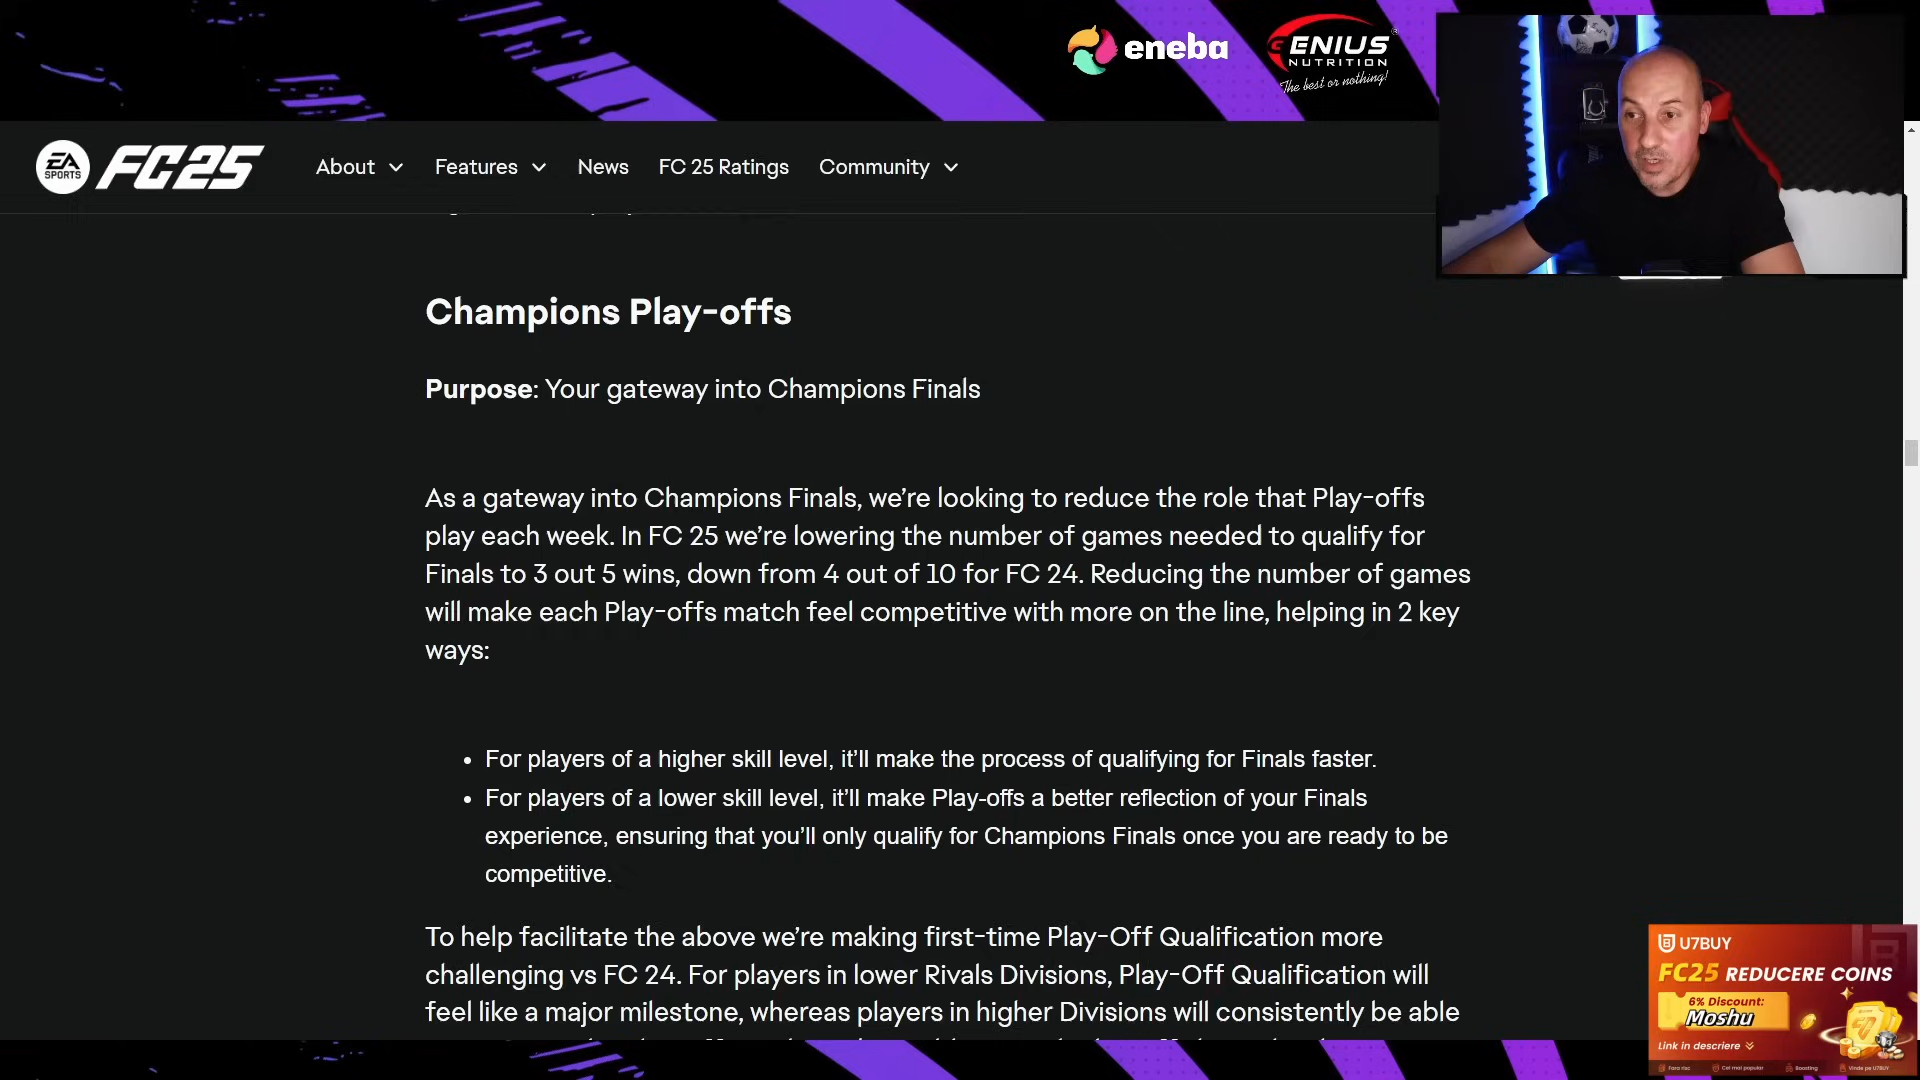 eneba
GENIUS
NUTRITION
The best or nothing!
EA
SPORTS
FC25
About
Features
News
FC 25 Ratings
Community
Champions Play-offs
Purpose: Your gateway into Champions Finals
As a gateway into Champions Finals, we’re looking to reduce the role that Play-offs
play each week. In FC 25 we’re lowering the number of games needed to qualify for
Finals to 3 out 5 wins, down from 4 out of 10 for FC 24. Reducing the number of games
will make each Play-offs match feel competitive with more on the line, helping in 2 key
ways:
• For players of a higher skill level, it’ll make the process of qualifying for Finals faster.
• For players of a lower skill level, it’ll make Play-offs a better reflection of your Finals
experience, ensuring that you’ll only qualify for Champions Finals once you are ready to be
competitive.
To help facilitate the above we’re making first-time Play-Off Qualification more
challenging vs FC 24. For players in lower Rivals Divisions, Play-Off Qualification will
feel like a major milestone, whereas players in higher Divisions will consistently be able
U7BUY
FC25 REDUCERE COINS
6% Discount:
Moshu
Link in descriere
Fara risc
Cel mai popular
Boosting
Vinde pe U7BUY